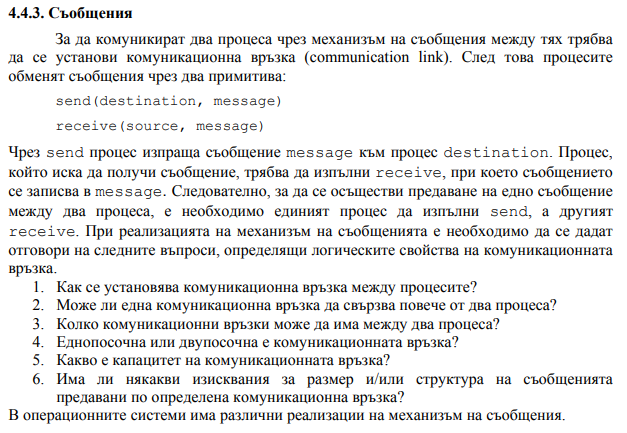 4.4.3. Съобщения
За да комуникират два процеса чрез механизъм на съобщения между тях трябва
да се установи комуникационна връзка (communication link). След това процесите
обменят съобщения чрез два примитива:
send(destination, message)
receive(source, message)
Чрез send процес изпраща съобщение message към процес destination. Процес,
който иска да получи съобщение, трябва да изпълни receive, при което съобщението
се записва в message. Следователно, за да се осъществи предаване на едно съобщение
между два процеса, е необходимо единият процес да изпълни send, а другият
receive. При реализацията на механизъм на съобщенията е необходимо да се дадат
отговори на следните въпроси, определящи логическите свойства на комуникационната
връзка.
1. Как се установява комуникационна връзка между процесите?
2. Може ли една комуникационна връзка да свързва повече от два процеса?
3. Колко комуникационни връзки може да има между два процеса?
4. Еднопосочна или двупосочна е комуникационната връзка?
5. Какво е капацитет на комуникационната връзка?
6. Има ли някакви изисквания за размер и/или структура на съобщенията
предавани по определена комуникационна връзка?
В операционните системи има различни реализации на механизъм на съобщения.